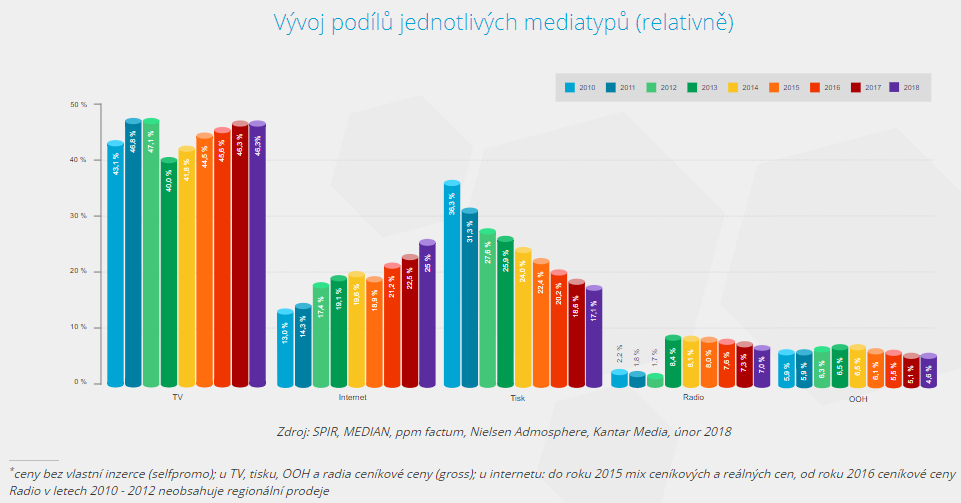 Vývoj podílů jednotlivých mediatypů (relativně)
2010 2011 2012 2013 2014 2015 2016 2017 2018
50 %
40 %
30 %
20 %
10 %
0 %
43,1 % 46,8 % 47,1 % 40,0 % 41,8 % 44,5 % 45,5 % 46,3 % 46,3%
13,0 % 14,3 % 17,4 % 19,1 % 19,6 % 18,9 % 21,2 % 22,5 % 25 %
36,3 % 31,3 % 27,6 % 25,9 % 24,0 % 22,4 % 20,2 % 18,6 % 17,1 %
2,2 % 1,8 % 1,7 % 8,4 % 8,1 % 8,0 % 7,6 % 7,3 % 7,0 %
5,9 % 5,9 % 6,3 % 6,5 % 6,5 % 6,1 % 5,5 % 5,1 % 4,6 %
TV Internet Tisk Radio OOH
Zdroj: SPIR, MEDIAN, ppm factum, Nielsen Admosphere, Kantar Media, únor 2018
*ceny bez vlastní inzerce (selfpromo); u TV, tisku, OOH a radia ceníkové ceny (gross); u internetu: do roku 2015 mix ceníkových a reálných cen, od roku 2016 ceníkové ceny
Radio v letech 2010 - 2012 neobsahuje regionální prodeje